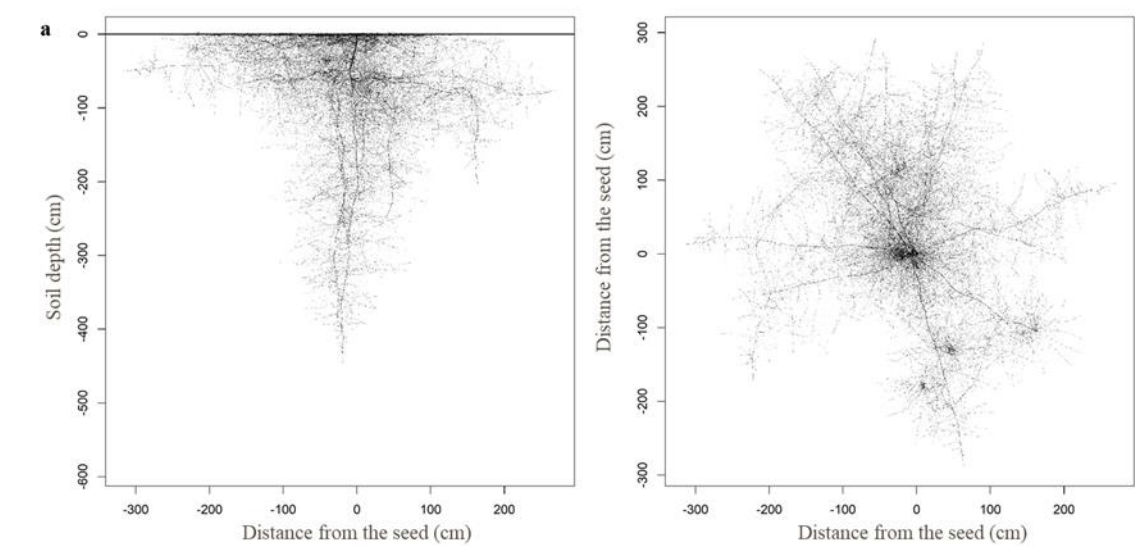 a
0
-100
-200
-300
-400
-500
-600
Soil depth (cm)
-300 -200 -100 0 100 200
Distance from the seed (cm)
300
200
100
0
-100
-200
-300
Distance from the seed (cm)
-300 -200 -100 0 100 200
Distance from the seed (cm)